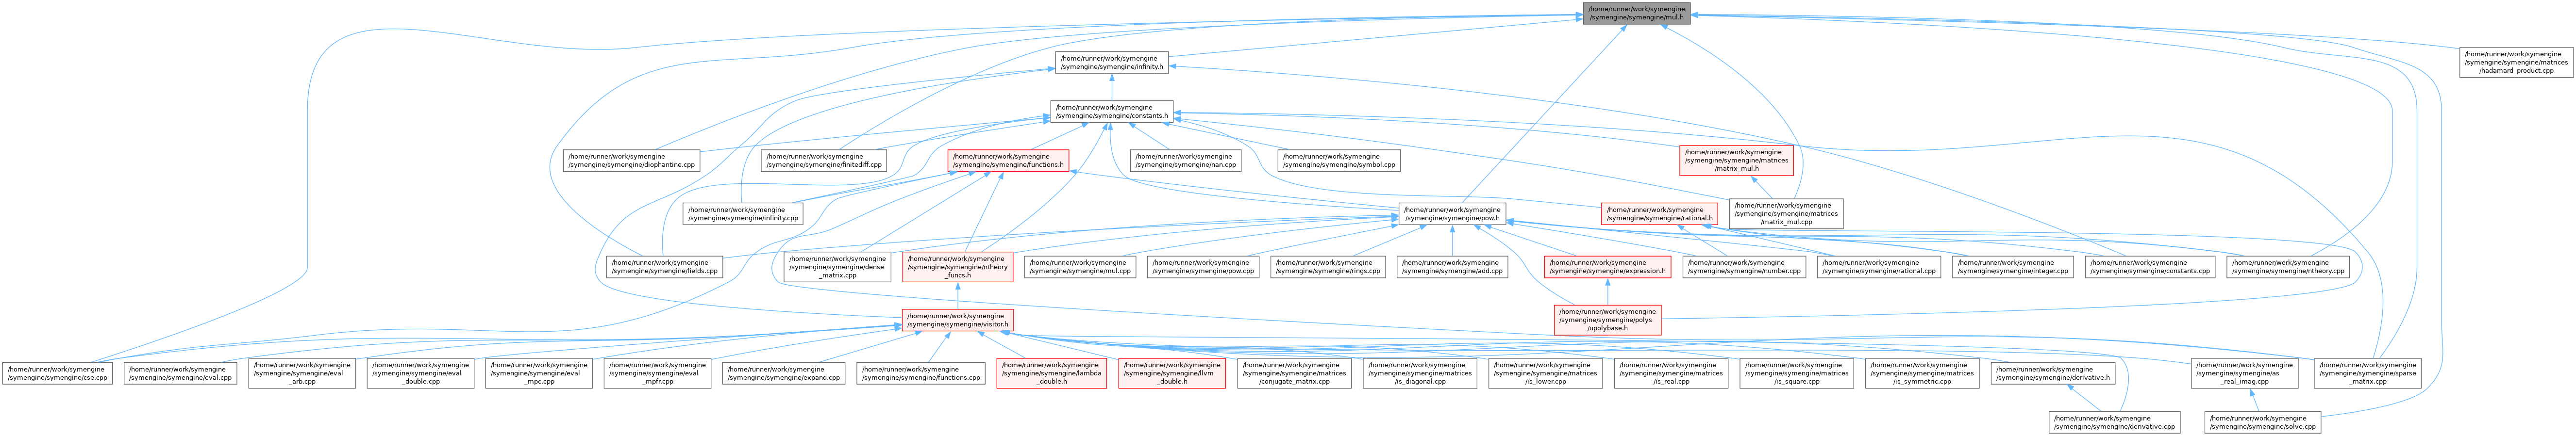 /home/runner/work/symengine
/symengine/symengine/mul.h
/home/runner/work/symengine
/symengine/symengine/infinity.h
/home/runner/work/symengine
/symengine/symengine/matrices
/hadamard_product.cpp
/home/runner/work/symengine
/symengine/symengine/constants.h
/home/runner/work/symengine
/symengine/symengine/diophantine.cpp
/home/runner/work/symengine
/symengine/symengine/finitediff.cpp
/home/runner/work/symengine
/symengine/symengine/functions.h
/home/runner/work/symengine
/symengine/symengine/nan.cpp
/home/runner/work/symengine
/symengine/symengine/symbol.cpp
/home/runner/work/symengine
/symengine/symengine/matrices
/matrix_mul.h
/home/runner/work/symengine
/symengine/symengine/infinity.cpp
/home/runner/work/symengine
/symengine/symengine/pow.h
/home/runner/work/symengine
/symengine/symengine/rational.h
/home/runner/work/symengine
/symengine/symengine/matrices
/matrix_mul.cpp
/home/runner/work/symengine
/symengine/symengine/fields.cpp
/home/runner/work/symengine
/symengine/symengine/dense
_matrix.cpp
/home/runner/work/symengine
/symengine/symengine/ntheory
_funcs.h
/home/runner/work/symengine
/symengine/symengine/mul.cpp
/home/runner/work/symengine
/symengine/symengine/pow.cpp
/home/runner/work/symengine
/symengine/symengine/rings.cpp
/home/runner/work/symengine
/symengine/symengine/add.cpp
/home/runner/work/symengine
/symengine/symengine/expression.h
/home/runner/work/symengine
/symengine/symengine/number.cpp
/home/runner/work/symengine
/symengine/symengine/rational.cpp
/home/runner/work/symengine
/symengine/symengine/integer.cpp
/home/runner/work/symengine
/symengine/symengine/constants.cpp
/home/runner/work/symengine
/symengine/symengine/ntheory.cpp
/home/runner/work/symengine
/symengine/symengine/visitor.h
/home/runner/work/symengine
/symengine/symengine/polys
/upolybase.h
/home/runner/work/symengine
/symengine/symengine/cse.cpp
/home/runner/work/symengine
/symengine/symengine/eval.cpp
/home/runner/work/symengine
/symengine/symengine/eval
_arb.cpp
/home/runner/work/symengine
/symengine/symengine/eval
_double.cpp
/home/runner/work/symengine
/symengine/symengine/eval
_mpc.cpp
/home/runner/work/symengine
/symengine/symengine/eval
_mpfr.cpp
/home/runner/work/symengine
/symengine/symengine/expand.cpp
/home/runner/work/symengine
/symengine/symengine/functions.cpp
/home/runner/work/symengine
/symengine/symengine/lambda
_double.h
/home/runner/work/symengine
/symengine/symengine/llvm
_double.h
/home/runner/work/symengine
/symengine/symengine/matrices
/conjugate_matrix.cpp
/home/runner/work/symengine
/symengine/symengine/matrices
/is_diagonal.cpp
/home/runner/work/symengine
/symengine/symengine/matrices
/is_lower.cpp
/home/runner/work/symengine
/symengine/symengine/matrices
/is_real.cpp
/home/runner/work/symengine
/symengine/symengine/matrices
/is_square.cpp
/home/runner/work/symengine
/symengine/symengine/matrices
/is_symmetric.cpp
/home/runner/work/symengine
/symengine/symengine/derivative.h
/home/runner/work/symengine
/symengine/symengine/as
_real_imag.cpp
/home/runner/work/symengine
/symengine/symengine/sparse
_matrix.cpp
/home/runner/work/symengine
/symengine/symengine/derivative.cpp
/home/runner/work/symengine
/symengine/symengine/solve.cpp